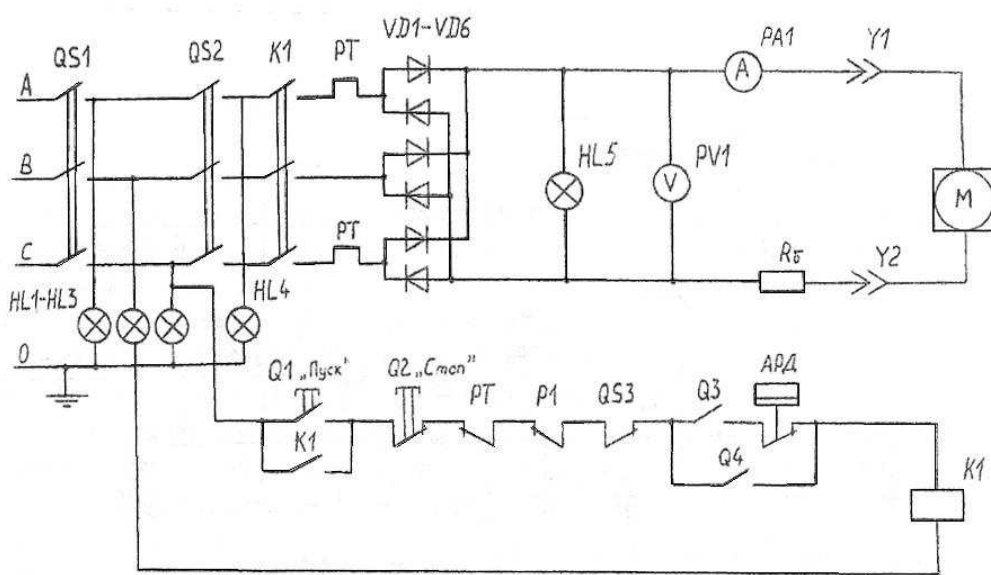 VD1-VD6
QS1
QS2
K1
PT
PA1
Y1
A
A
B
HL5
PV1
V
M
C
PT
Rб
Y2
HL1-HL3
HL4
0
Q1 „Пуск”
Q2 „Стоп”
PT
P1
QS3
Q3
АРД
K1
Q4
K1